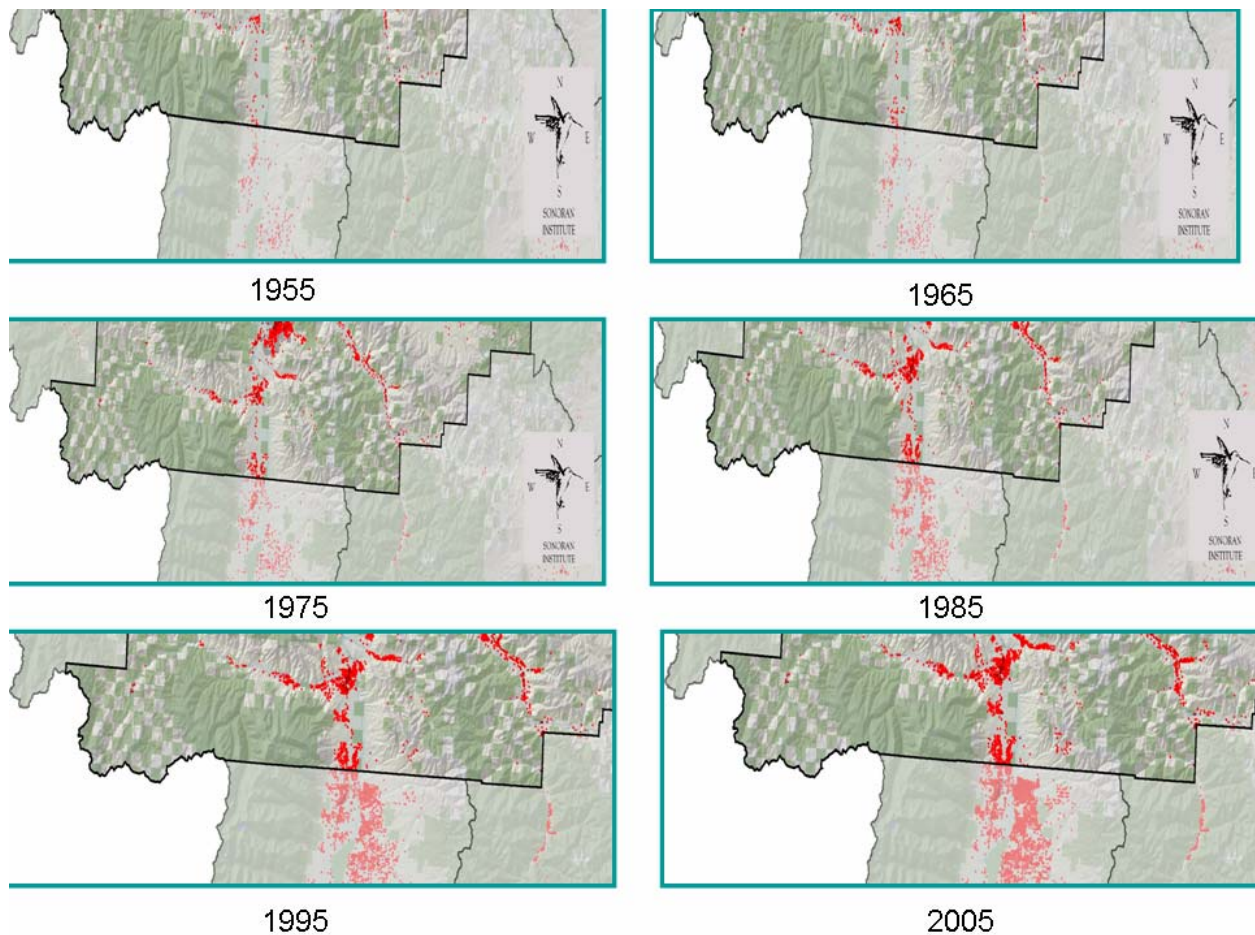 N
W E
S
SONORAN
INSTITUTE
N
W E
S
SONORAN
INSTITUTE
1955
1965
N
W E
S
SONORAN
INSTITUTE
N
W
S
SONORAN
INSTITUTE
1975
1985
1995
2005